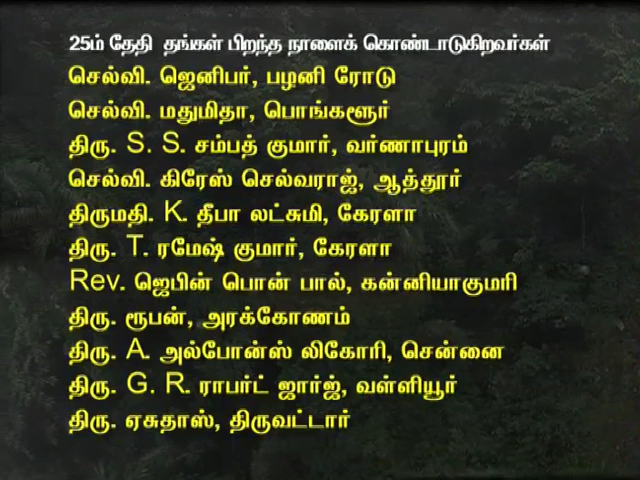 25ம் தேதி தங்கள் பிறந்த நாளைக் கொண்டாடுகிறவர்கள்
செல்வி. ஜெனிபர், பழனி ரோடு
செல்வி. மதுமிதா, பொங்களூர்
திரு. S. S. சம்பத் குமார், வர்ணாபுரம்
செல்வி. கிரேஸ் செல்வராஜ், ஆத்தூர்
திருமதி. K. தீபா லட்சுமி, கேரளா
திரு. T. ரமேஷ் குமார், கேரளா
Rev. ஜெபின் பொன் பால், கன்னியாகுமரி
திரு. ரூபன், அரக்கோணம்
திரு. A. அல்போன்ஸ் லிகோரி, சென்னை
திரு. G. R. ராபர்ட் ஜார்ஜ், வள்ளியூர்
திரு. ஏசுதாஸ், திருவட்டார்